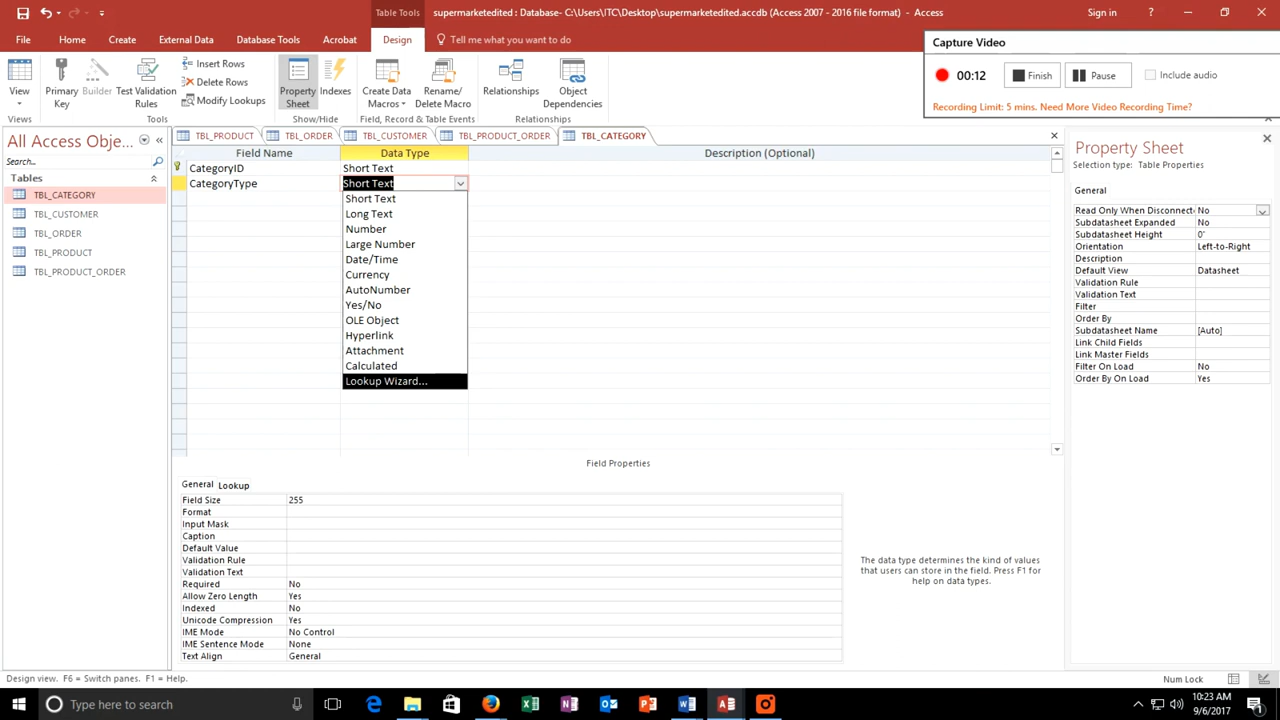 supermarketedited : Database- C:\Users\ITC\Desktop\supermarketedited.accdb (Access 2007 - 2016 file format) - Access
Table Tools
Sign in
?
File
Home
Create
External Data
Database Tools
Acrobat
Design
Tell me what you want to do
View
Views
Primary Key
Builder
Test Validation Rules
Insert Rows
Delete Rows
Modify Lookups
Tools
Property Sheet
Indexes
Show/Hide
Create Data Macros
Rename/ Delete Macro
Field, Record & Table Events
Relationships
Object Dependencies
Relationships
Capture Video
00:12
Finish
Pause
Include audio
Recording Limit: 5 mins. Need More Video Recording Time?
All Access Obje...
Search...
Tables
TBL_CATEGORY
TBL_CUSTOMER
TBL_ORDER
TBL_PRODUCT
TBL_PRODUCT_ORDER
TBL_PRODUCT
TBL_ORDER
TBL_CUSTOMER
TBL_PRODUCT_ORDER
TBL_CATEGORY
Field Name
Data Type
Description (Optional)
CategoryID
Short Text
CategoryType
Short Text
Short Text
Long Text
Number
Large Number
Date/Time
Currency
AutoNumber
Yes/No
OLE Object
Hyperlink
Attachment
Calculated
Lookup Wizard...
Field Properties
General
Lookup
Field Size 255
Format
Input Mask
Caption
Default Value
Validation Rule
Validation Text
Required No
Allow Zero Length Yes
Indexed No
Unicode Compression Yes
IME Mode No Control
IME Sentence Mode None
Text Align General
The data type determines the kind of values
that users can store in the field. Press F1 for
help on data types.
Property Sheet
Selection type: Table Properties
General
Read Only When Disconnect No
Subdatasheet Expanded No
Subdatasheet Height 0"
Orientation Left-to-Right
Description
Default View Datasheet
Validation Rule
Validation Text
Filter
Order By
Subdatasheet Name [Auto]
Link Child Fields
Link Master Fields
Filter On Load No
Order By On Load Yes
Design view. F6 = Switch panes. F1 = Help.
Num Lock
Type here to search
10:23 AM
9/6/2017